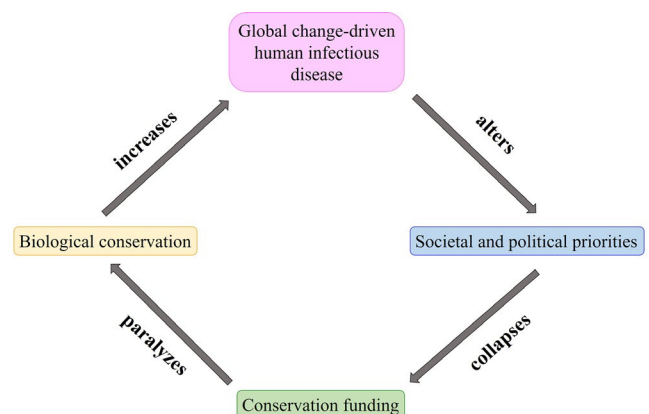 Global change-driven
human infectious
disease
increases
alters
Biological conservation
Societal and political priorities
paralyzes
collapses
Conservation funding